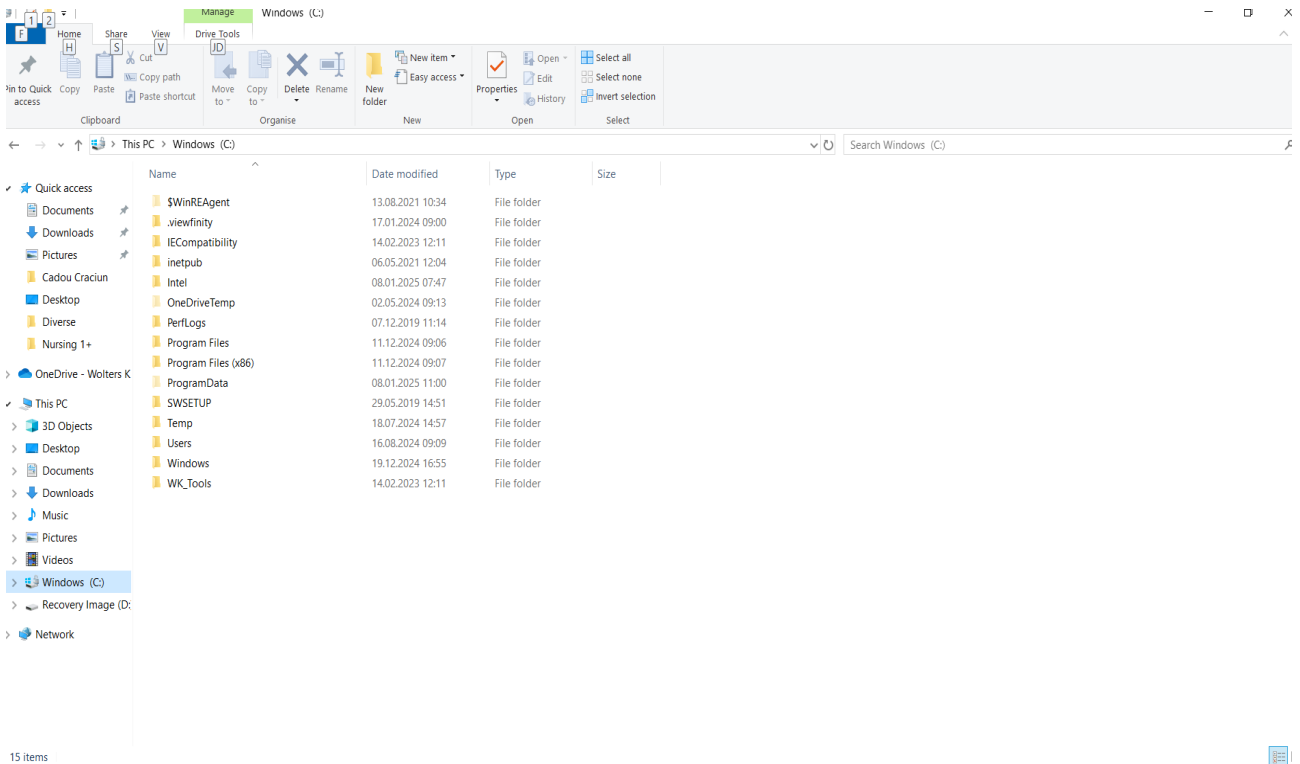 1 2 Manage Windows (C:)
F Home Share View Drive Tools
H S V JD
Pin to Quick access Copy Paste Cut Copy path Paste shortcut
Clipboard
Move to Copy to Delete Rename
Organise
New folder New item Easy access
New
Properties Open Edit History
Open
Select all Select none Invert selection
Select
This PC Windows (C:) Search Windows (C:)
Quick access
Documents
Downloads
Pictures
Cadou Craciun
Desktop
Diverse
Nursing 1+
OneDrive - Wolters K
This PC
3D Objects
Desktop
Documents
Downloads
Music
Pictures
Videos
Windows (C:)
Recovery Image (D:
Network
Name Date modified Type Size
$WinREAgent 13.08.2021 10:34 File folder
.viewfinity 17.01.2024 09:00 File folder
IECompatibility 14.02.2023 12:11 File folder
inetpub 06.05.2021 12:04 File folder
Intel 08.01.2025 07:47 File folder
OneDriveTemp 02.05.2024 09:13 File folder
PerfLogs 07.12.2019 11:14 File folder
Program Files 11.12.2024 09:06 File folder
Program Files (x86) 11.12.2024 09:07 File folder
ProgramData 08.01.2025 11:00 File folder
SWSETUP 29.05.2019 14:51 File folder
Temp 18.07.2024 14:57 File folder
Users 16.08.2024 09:09 File folder
Windows 19.12.2024 16:55 File folder
WK_Tools 14.02.2023 12:11 File folder
15 items